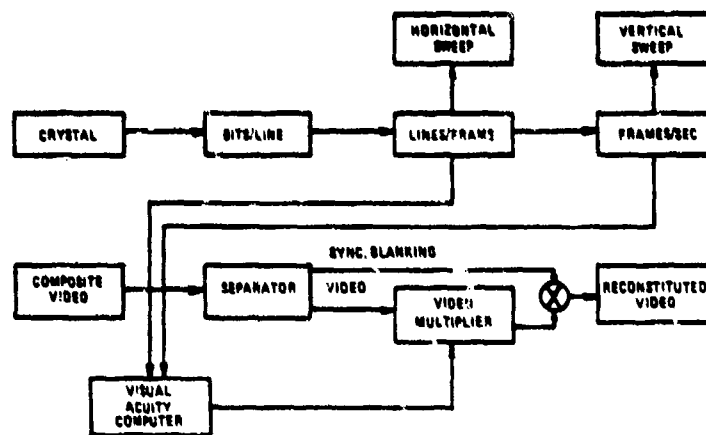 HORIZONTAL
SWEEP
VERTICAL
SWEEP
CRYSTAL
BITS/LINE
LINES/FRAME
FRAMES/SEC
SYNC, BLANKING
COMPOSITE
VIDEO
SEPARATOR
VIDEO
VIDEO
MULTIPLIER
RECONSTITUTED
VIDEO
VISUAL
ACUITY
COMPUTER